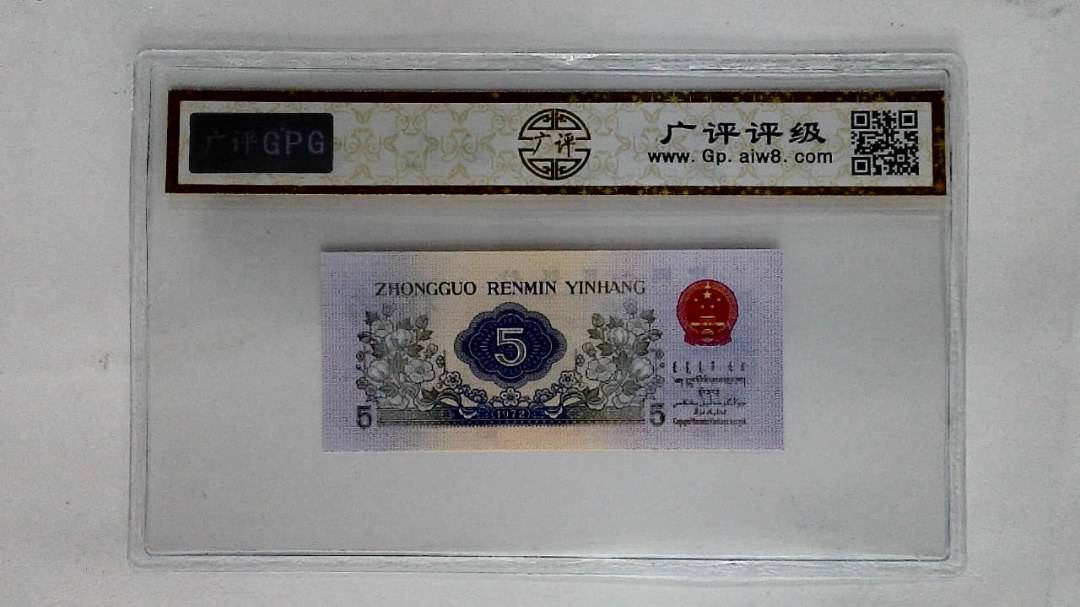 广评GPG
广评
广评评级
www.Gp.aiw8.com
ZHONGGUO RENMIN YINHANG
5
5
1972
5